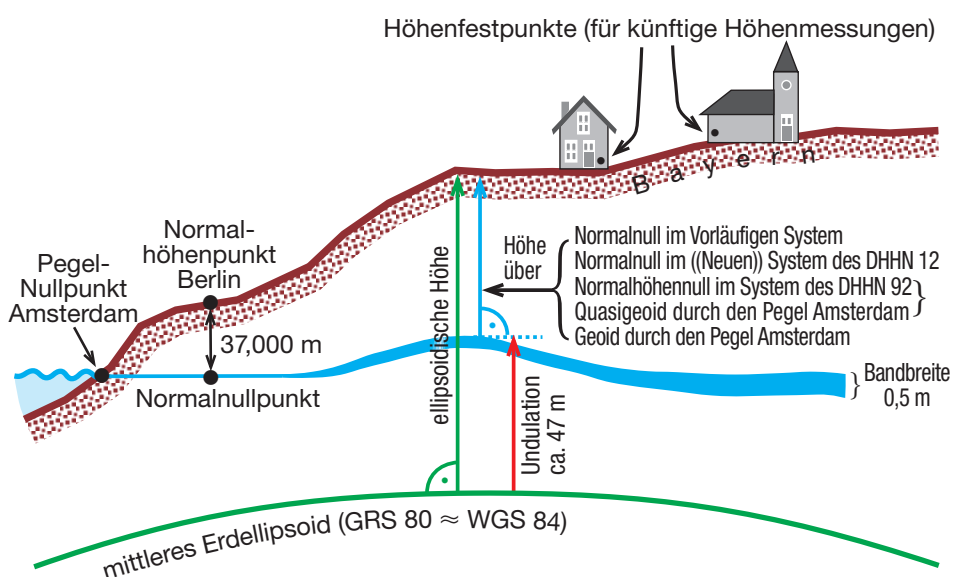 Höhenfestpunkte (für künftige Höhenmessungen)
Bayern
Normal-
höhenpunkt
Berlin
Pegel-
Nullpunkt
Amsterdam
37,000 m
Normalnullpunkt
ellipsoidische Höhe
Höhe
über
Normalnull im Vorläufigen System
Normalnull im ((Neuen)) System des DHHN 12
Normalhöhennull im System des DHHN 92
Quasigeoid durch den Pegel Amsterdam
Geoid durch den Pegel Amsterdam
Undulation
ca. 47 m
Bandbreite
0,5 m
mittleres Erdellipsoid (GRS 80 ≈ WGS 84)